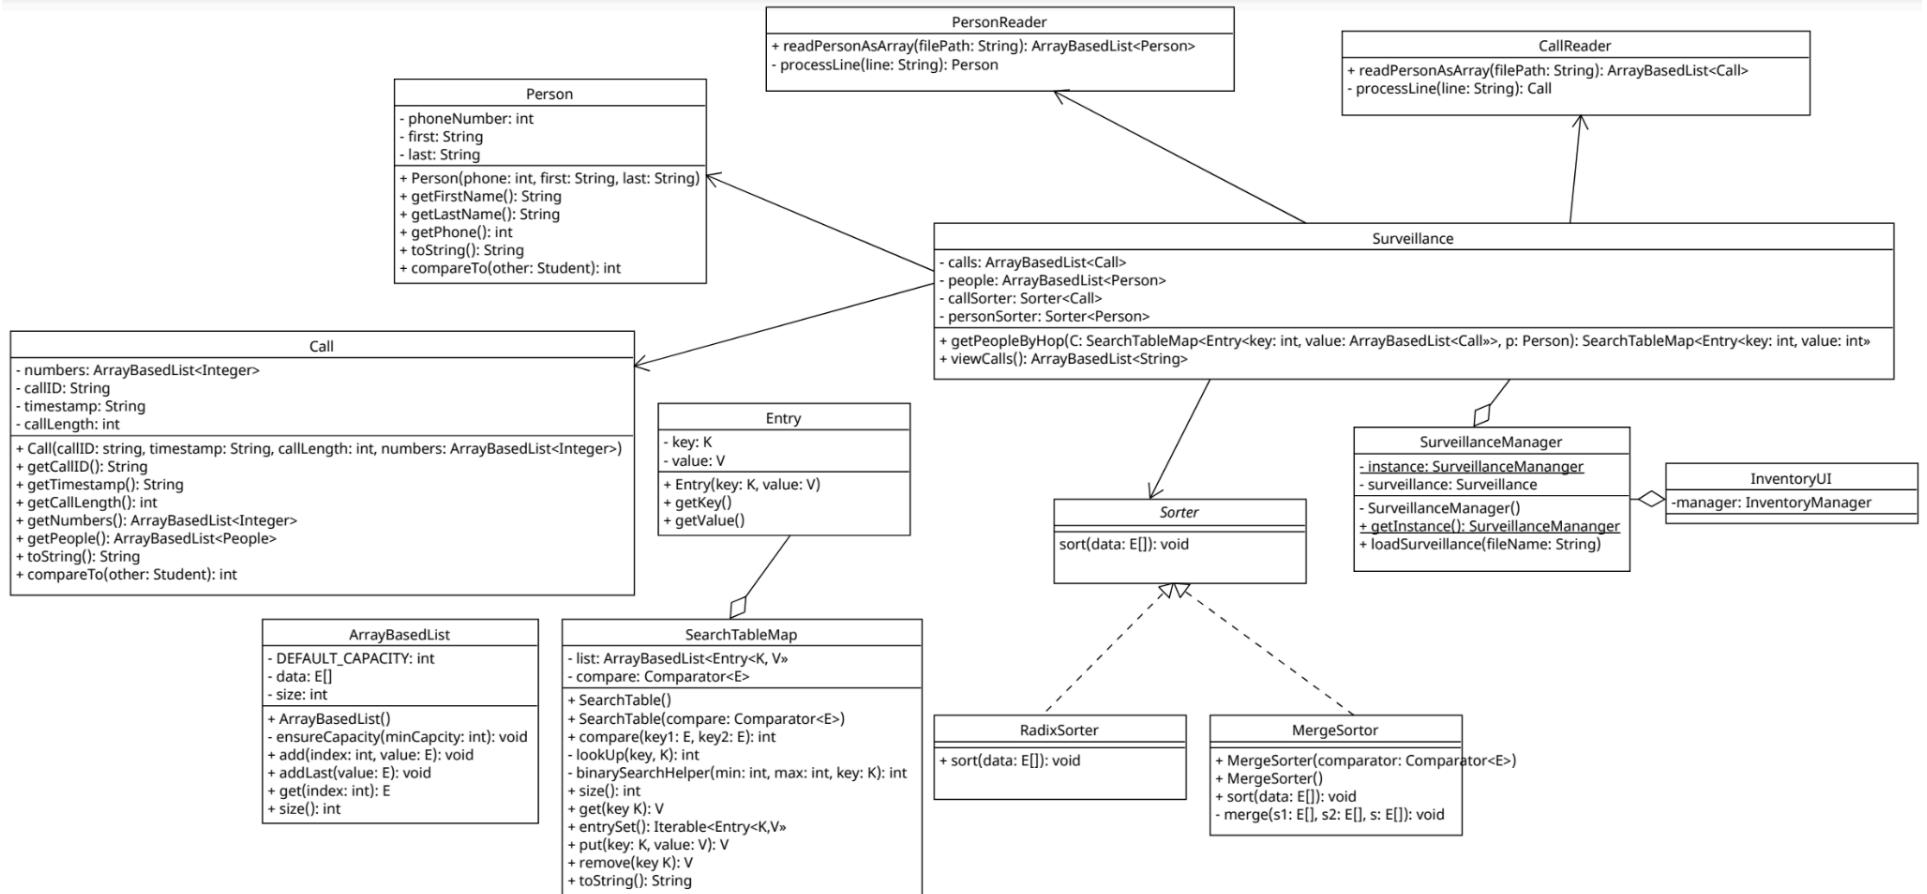 PersonReader
+ readPersonAsArray(filePath: String): ArrayBasedList<Person>
- processLine(line: String): Person
CallReader
+ readPersonAsArray(filePath: String): ArrayBasedList<Call>
- processLine(line: String): Call
Person
- phoneNumber: int
- first: String
- last: String
+ Person(phone: int, first: String, last: String)
+ getFirstName(): String
+ getLastName(): String
+ getPhone(): int
+ toString(): String
+ compareTo(other: Student): int
Surveillance
- calls: ArrayBasedList<Call>
- people: ArrayBasedList<Person>
- callSorter: Sorter<Call>
- personSorter: Sorter<Person>
+ getPeopleByHop(C: SearchTableMap<Entry<key: int, value: ArrayBasedList<Call»>, p: Person): SearchTableMap<Entry<key: int, value: int»
+ viewCalls(): ArrayBasedList<String>
Call
- numbers: ArrayBasedList<Integer>
- callID: String
- timestamp: String
- callLength: int
+ Call(callID: string, timestamp: String, callLength: int, numbers: ArrayBasedList<Integer>)
+ getCallID(): String
+ getTimestamp(): String
+ getCallLength(): int
+ getNumbers(): ArrayBasedList<Integer>
+ getPeople(): ArrayBasedList<People>
+ toString(): String
+ compareTo(other: Student): int
Entry
- key: K
- value: V
+ Entry(key: K, value: V)
+ getKey()
+ getValue()
SurveillanceManager
- instance: SurveillanceMananger
- surveillance: Surveillance
- SurveillanceManager()
+ getInstance(): SurveillanceMananger
+ loadSurveillance(fileName: String)
InventoryUI
-manager: InventoryManager
Sorter
sort(data: E[]): void
ArrayBasedList
- DEFAULT_CAPACITY: int
- data: E[]
- size: int
+ ArrayBasedList()
- ensureCapacity(minCapcity: int): void
+ add(index: int, value: E): void
+ addLast(value: E): void
+ get(index: int): E
+ size(): int
SearchTableMap
- list: ArrayBasedList<Entry<K, V»
- compare: Comparator<E>
+ SearchTable()
+ SearchTable(compare: Comparator<E>)
+ compare(key1: E, key2: E): int
- lookUp(key, K): int
- binarySearchHelper(min: int, max: int, key: K): int
+ size(): int
+ get(key K): V
+ entrySet(): Iterable<Entry<K,V»
+ put(key: K, value: V): V
+ remove(key K): V
+ toString(): String
RadixSorter
+ sort(data: E[]): void
MergeSortor
+ MergeSorter(comparator: Comparator<E>)
+ MergeSorter()
+ sort(data: E[]): void
- merge(s1: E[], s2: E[], s: E[]): void